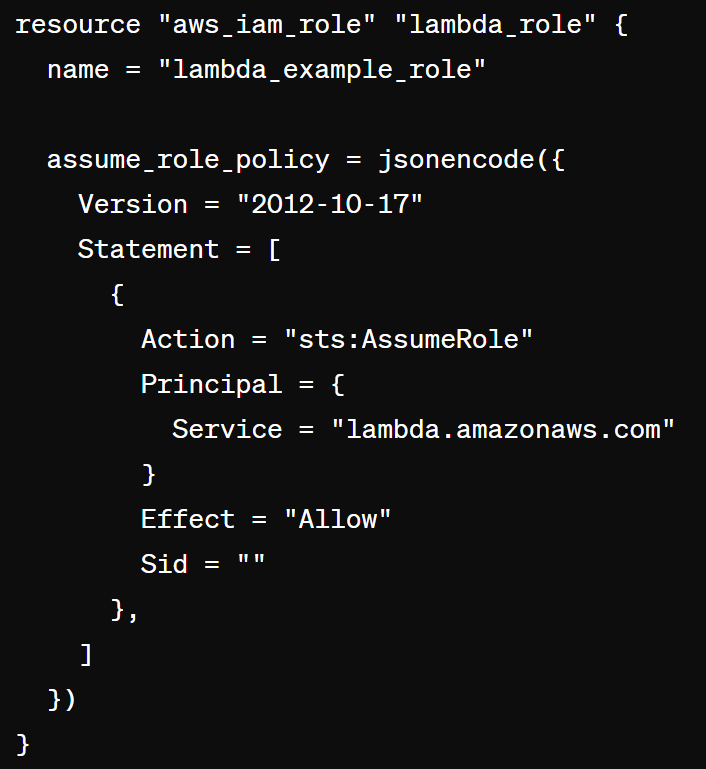 resource "aws_iam_role" "lambda_role" {
  name = "lambda_example_role"

  assume_role_policy = jsonencode({
    Version = "2012-10-17"
    Statement = [
      {
        Action = "sts:AssumeRole"
        Principal = {
          Service = "lambda.amazonaws.com"
        }
        Effect = "Allow"
        Sid = ""
      },
    ]
  })
}